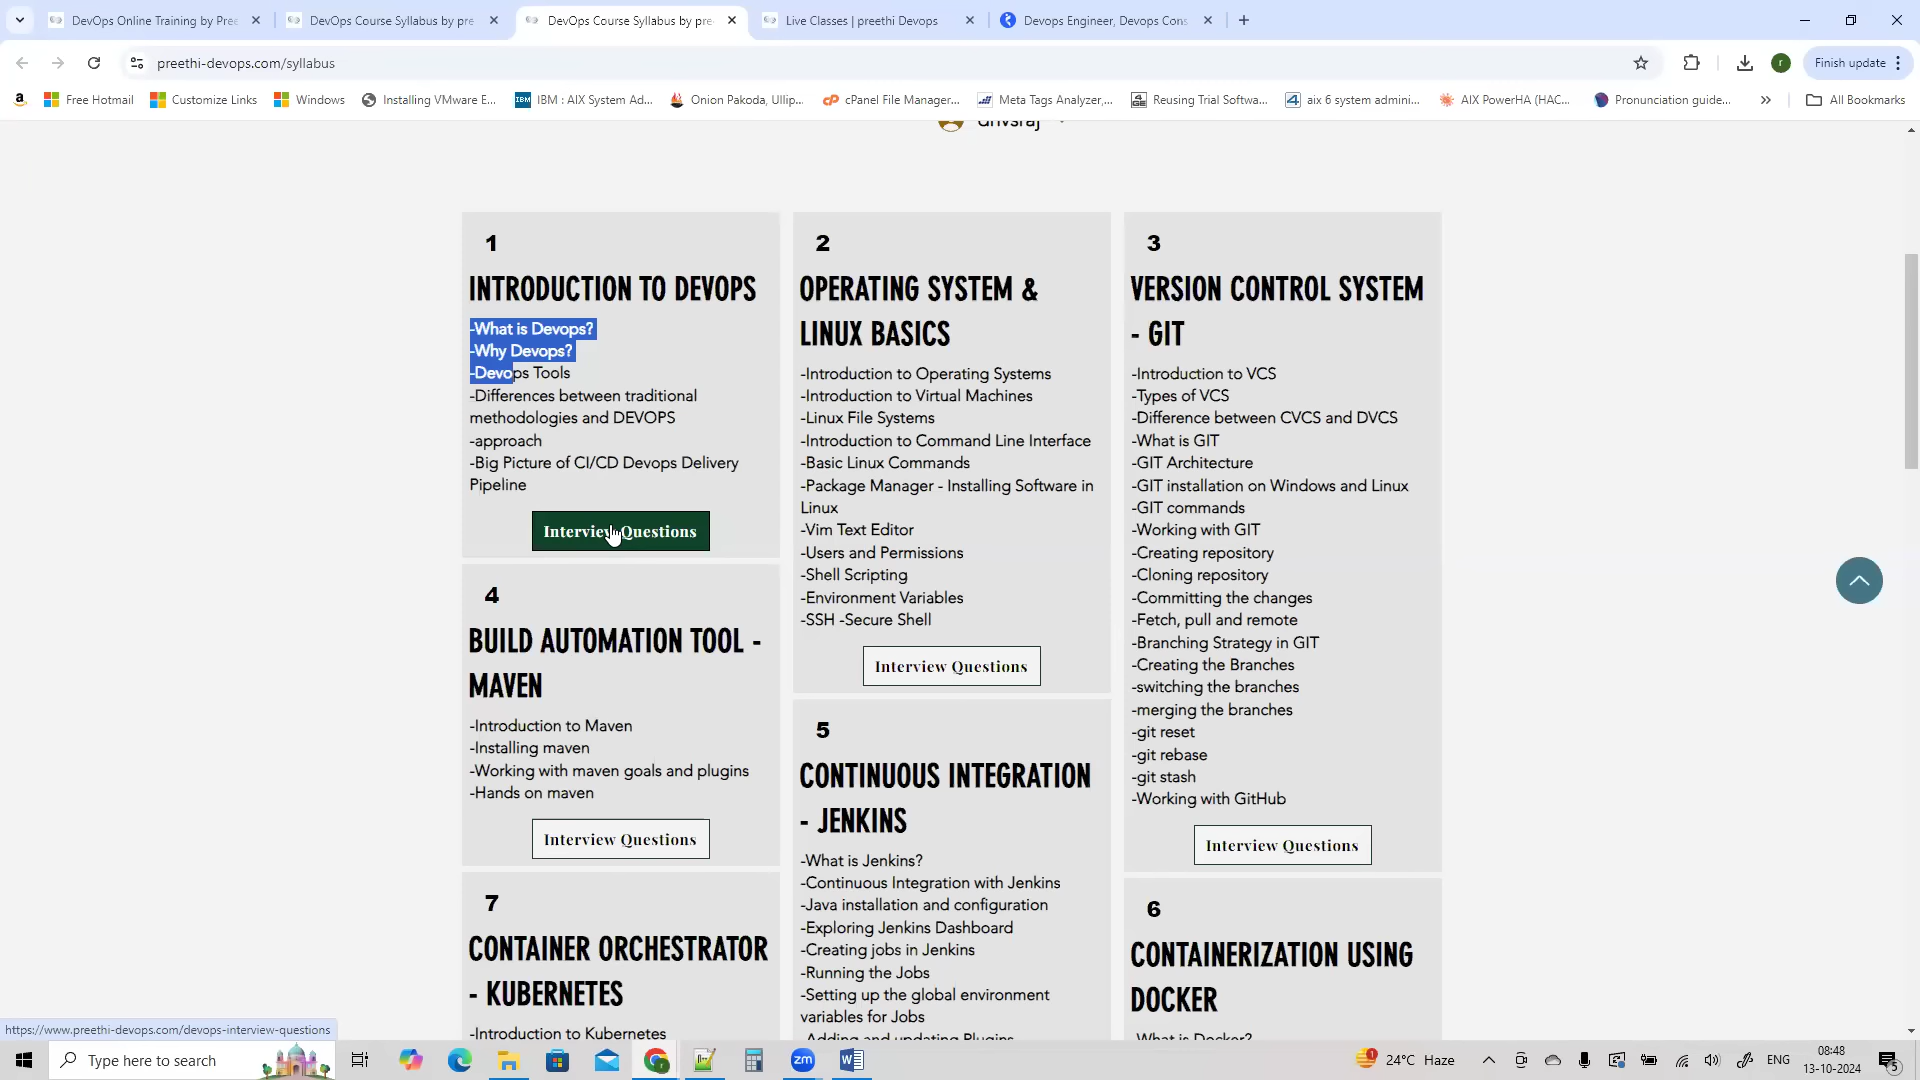 DevOps Online Training by Pree
DevOps Course Syllabus by pre
DevOps Course Syllabus by pre
Live Classes | preethi Devops
Devops Engineer, Devops Cons
preethi-devops.com/syllabus
r
Finish update
Free Hotmail
Customize Links
Windows
Installing VMware E...
IBM : AIX System Ad...
Onion Pakoda, Ullip...
cPanel File Manager...
Meta Tags Analyzer,...
Reusing Trial Softwa...
aix 6 system admini...
AIX PowerHA (HAC...
Pronunciation guide...
All Bookmarks
drivsraj
1
INTRODUCTION TO DEVOPS
-What is Devops?
-Why Devops?
-Devops Tools
-Differences between traditional
methodologies and DEVOPS
-approach
-Big Picture of CI/CD Devops Delivery
Pipeline
Interview Questions
2
OPERATING SYSTEM &
LINUX BASICS
-Introduction to Operating Systems
-Introduction to Virtual Machines
-Linux File Systems
-Introduction to Command Line Interface
-Basic Linux Commands
-Package Manager - Installing Software in
Linux
-Vim Text Editor
-Users and Permissions
-Shell Scripting
-Environment Variables
-SSH -Secure Shell
Interview Questions
3
VERSION CONTROL SYSTEM
- GIT
-Introduction to VCS
-Types of VCS
-Difference between CVCS and DVCS
-What is GIT
-GIT Architecture
-GIT installation on Windows and Linux
-GIT commands
-Working with GIT
-Creating repository
-Cloning repository
-Committing the changes
-Fetch, pull and remote
-Branching Strategy in GIT
-Creating the Branches
-switching the branches
-merging the branches
-git reset
-git rebase
-git stash
-Working with GitHub
Interview Questions
4
BUILD AUTOMATION TOOL -
MAVEN
-Introduction to Maven
-Installing maven
-Working with maven goals and plugins
-Hands on maven
Interview Questions
5
CONTINUOUS INTEGRATION
- JENKINS
-What is Jenkins?
-Continuous Integration with Jenkins
-Java installation and configuration
-Exploring Jenkins Dashboard
-Creating jobs in Jenkins
-Running the Jobs
-Setting up the global environment
variables for Jobs
-Adding and updating Plugins
6
CONTAINERIZATION USING
DOCKER
-What is Docker?
7
CONTAINER ORCHESTRATOR
- KUBERNETES
-Introduction to Kubernetes
https://www.preethi-devops.com/devops-interview-questions
Type here to search
zm
24°C Haze
ENG
08:48
13-10-2024
5